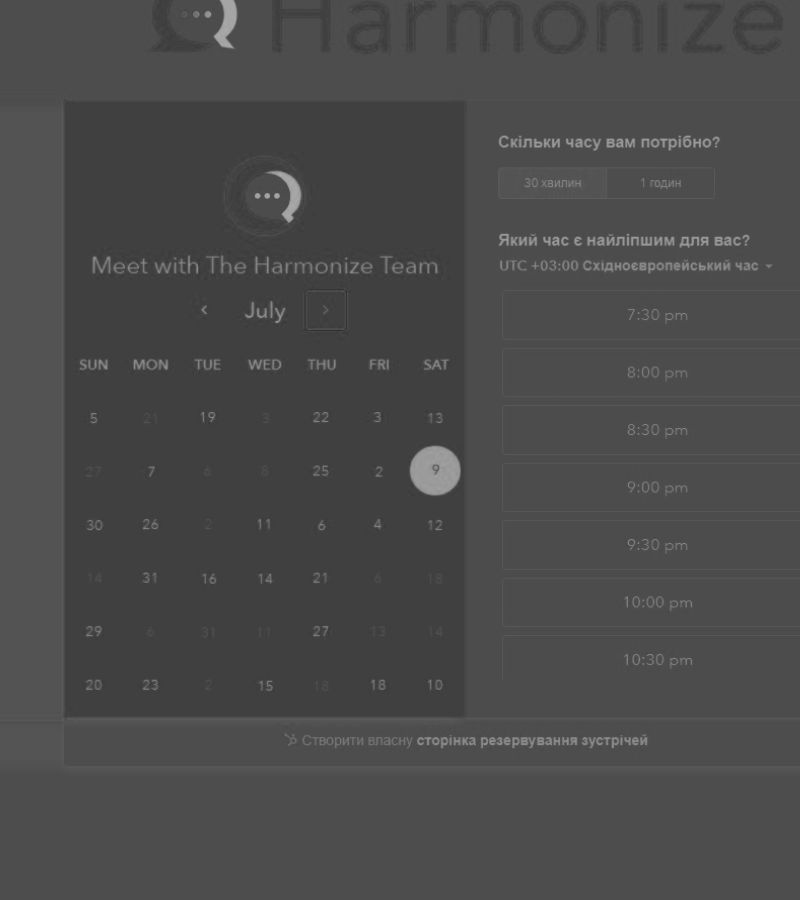 Harmonize
Meet with The Harmonize Team
July
SUN MON TUE WED THU FRI SAT
5 21 19 3 22 3 13
27 7 6 8 25 2 9
30 26 2 11 6 4 12
14 31 16 14 21 6 18
29 6 31 11 27 13 14
20 23 2 15 18 18 10
Скільки часу вам потрібно?
30 хвилин 1 годин
Який час є найліпшим для вас?
UTC +03:00 Східноєвропейський час
7:30 pm
8:00 pm
8:30 pm
9:00 pm
9:30 pm
10:00 pm
10:30 pm
Створити власну сторінка резервування зустрічей